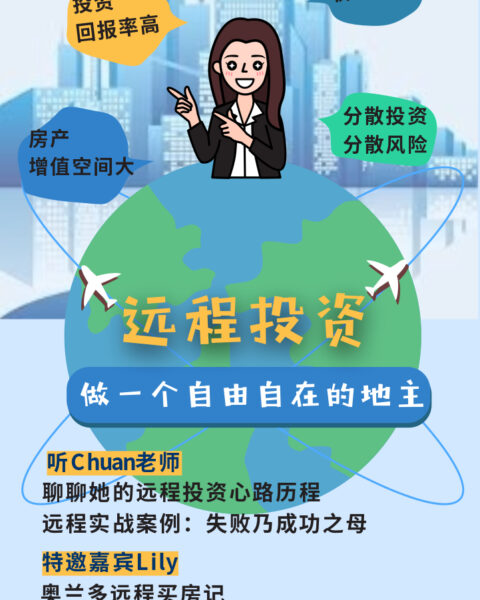 投资
回报率高
房产
增值空间大
分散投资
分散风险
远程投资
做一个自由自在的地主
听Chuan老师
聊聊她的远程投资心路历程
远程实战案例：失败乃成功之母
特邀嘉宾Lily
奥兰多远程买房记